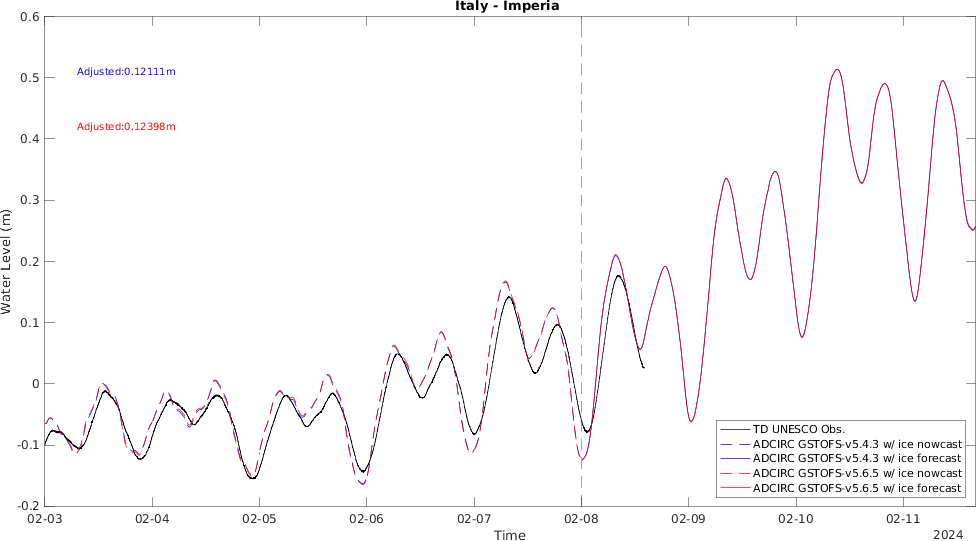 Italy - Imperia
0.6
0.5
0.4
0.3
0.2
0.1
0
-0.1
-0.2
Water Level (m)
Adjusted:0.12111m
Adjusted:0.12398m
TD UNESCO Obs.
ADCIRC GSTOFS-v5.4.3 w/ ice nowcast
ADCIRC GSTOFS-v5.4.3 w/ ice forecast
ADCIRC GSTOFS-v5.6.5 w/ ice nowcast
ADCIRC GSTOFS-v5.6.5 w/ ice forecast
02-03 02-04 02-05 02-06 02-07 02-08 02-09 02-10 02-11
Time
2024